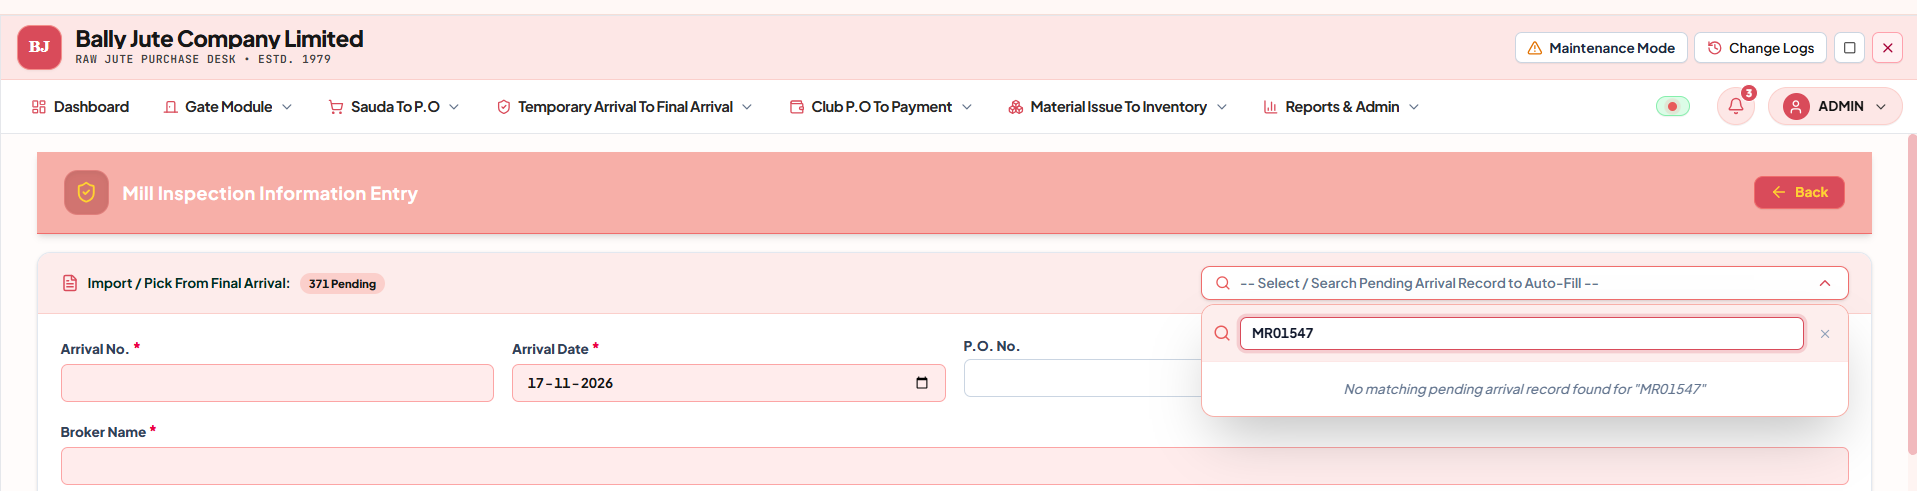 BJ
Bally Jute Company Limited
RAW JUTE PURCHASE DESK • ESTD. 1979
Maintenance Mode
Change Logs
Dashboard
Gate Module
Sauda To P.O
Temporary Arrival To Final Arrival
Club P.O To Payment
Material Issue To Inventory
Reports & Admin
3
ADMIN
Mill Inspection Information Entry
Back
Import / Pick From Final Arrival:
371 Pending
-- Select / Search Pending Arrival Record to Auto-Fill --
MR01547
No matching pending arrival record found for "MR01547"
Arrival No. *
Arrival Date *
17-11-2026
P.O. No.
Broker Name *